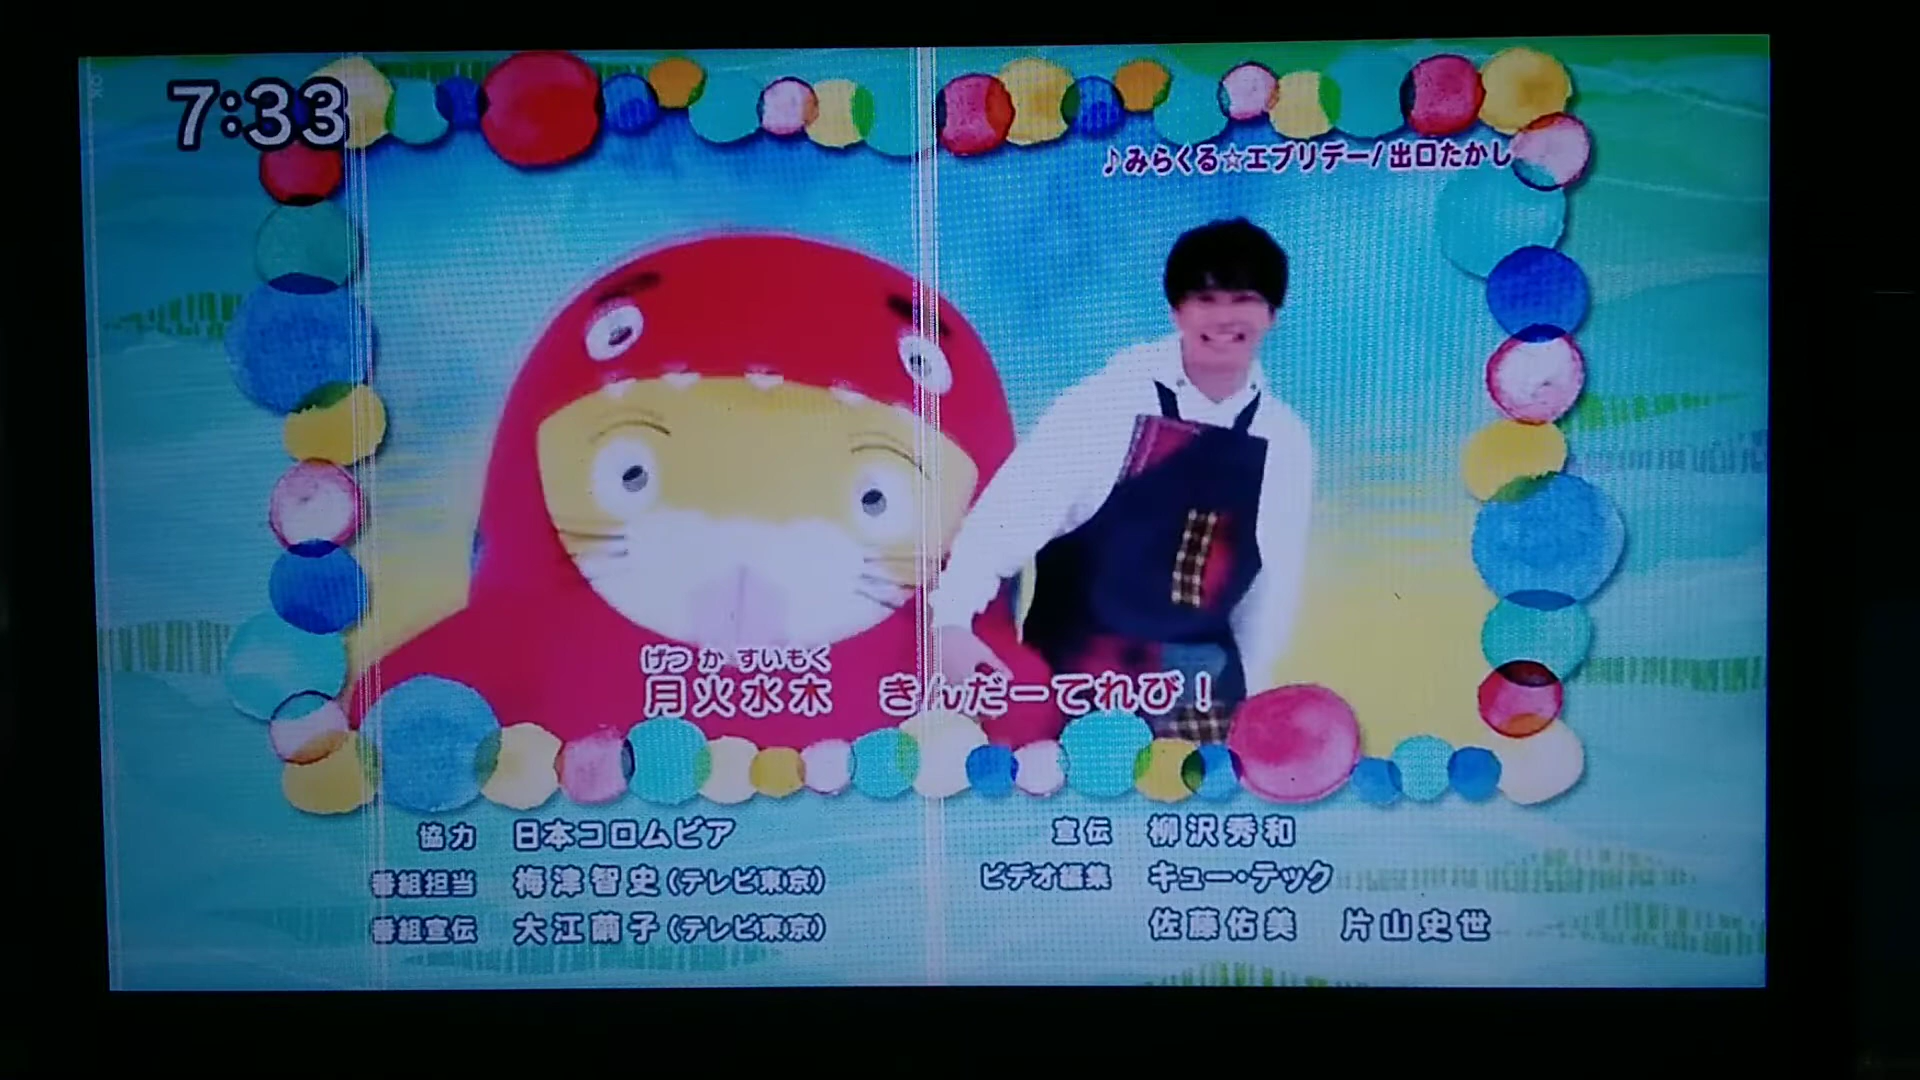 7:33
♪みらくる☆エブリデー/出口たかし
げつ か すいもく
月火水木 きんだーてれび!
協力 日本コロムビア
番組担当 梅津智史(テレビ東京)
番組宣伝 大江繭子(テレビ東京)
宣伝 柳沢秀和
ビデオ編集 キュー・テック
佐藤佑美 片山史世